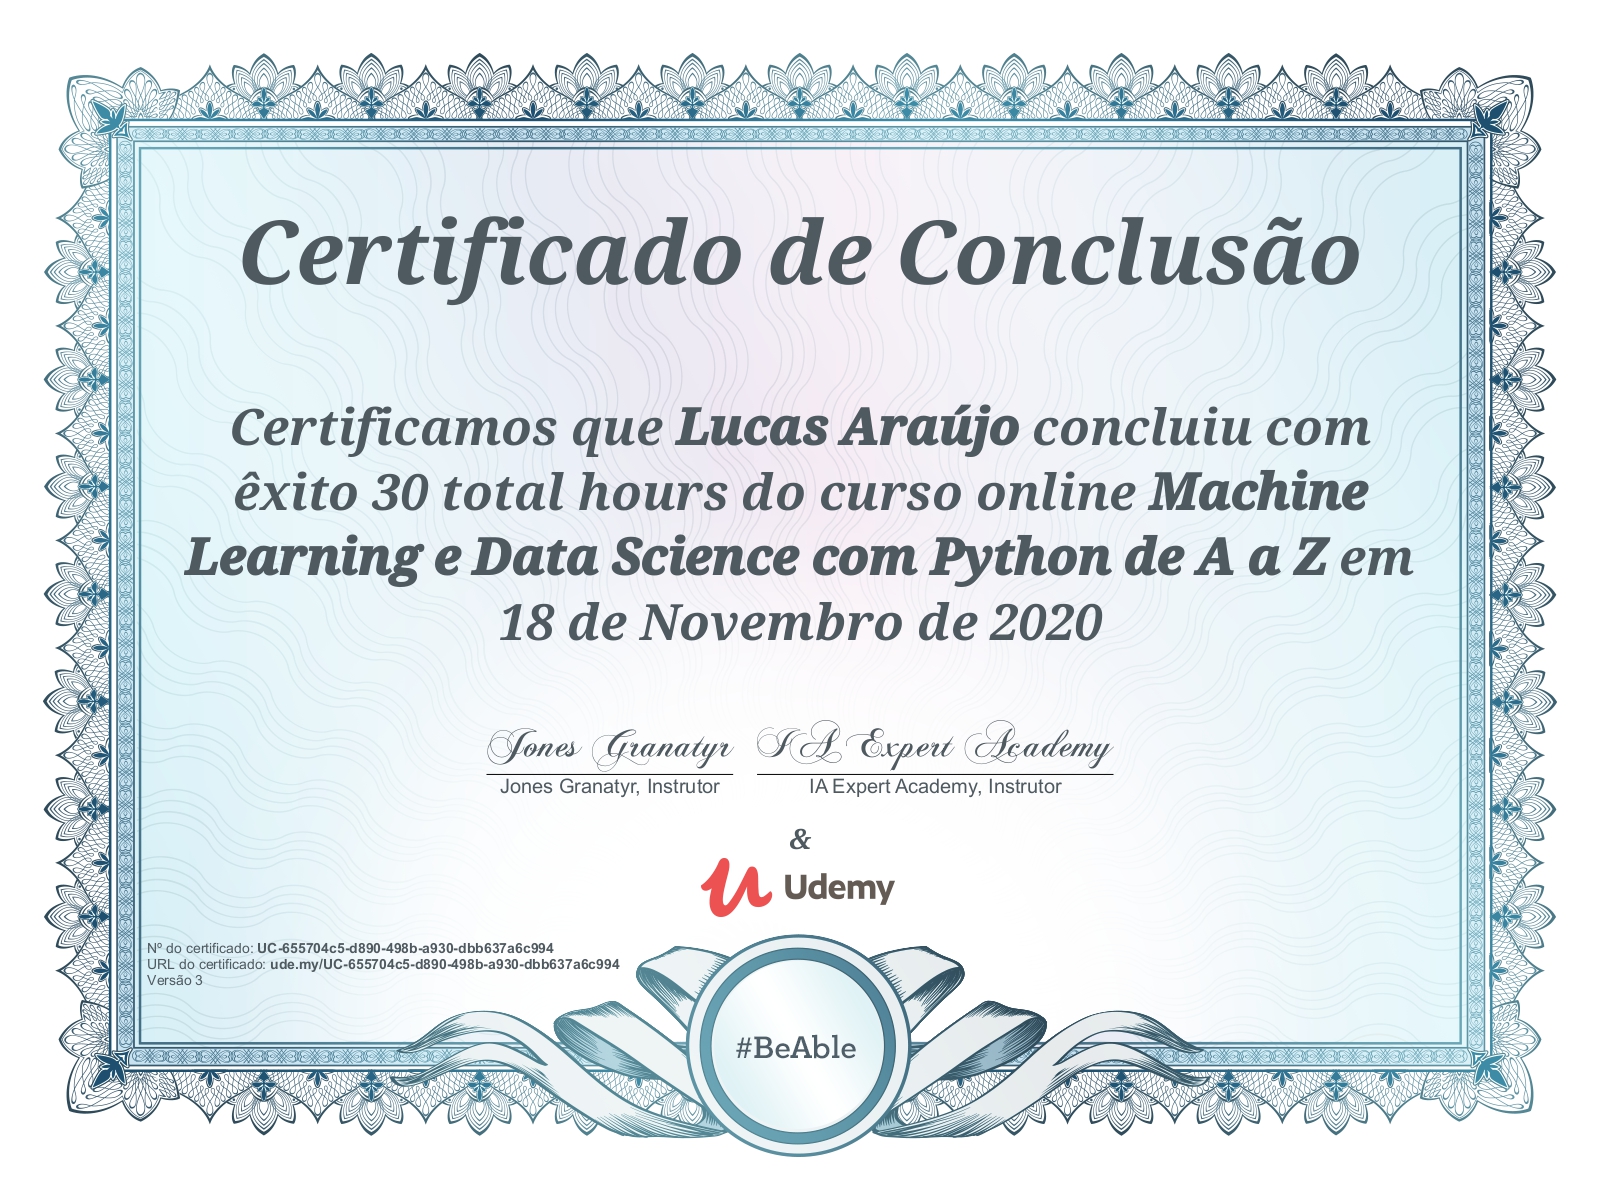 Certificado de Conclusão
Certificamos que Lucas Araújo concluiu com
êxito 30 total hours do curso online Machine
Learning e Data Science com Python de A a Z em
18 de Novembro de 2020
Jones Granatyr IA Expert Academy
Jones Granatyr, Instrutor IA Expert Academy, Instrutor
&
Udemy
Nº do certificado: UC-655704c5-d890-498b-a930-dbb637a6c994
URL do certificado: ude.my/UC-655704c5-d890-498b-a930-dbb637a6c994
Versão 3
#BeAble